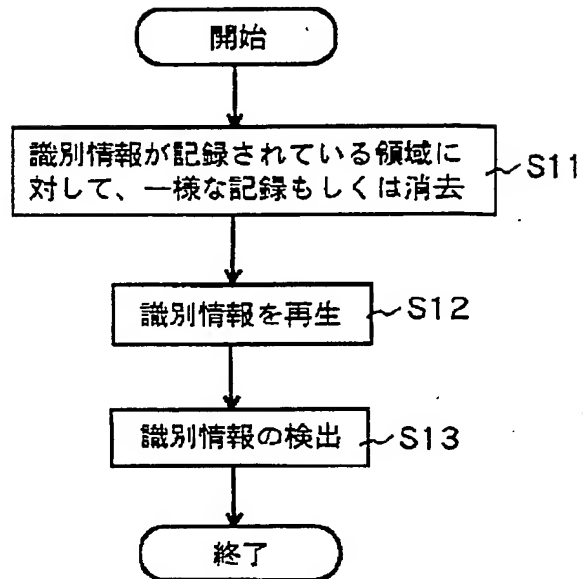 開始
識別情報が記録されている領域に
対して、一様な記録もしくは消去
S11
識別情報を再生
S12
識別情報の検出
S13
終了